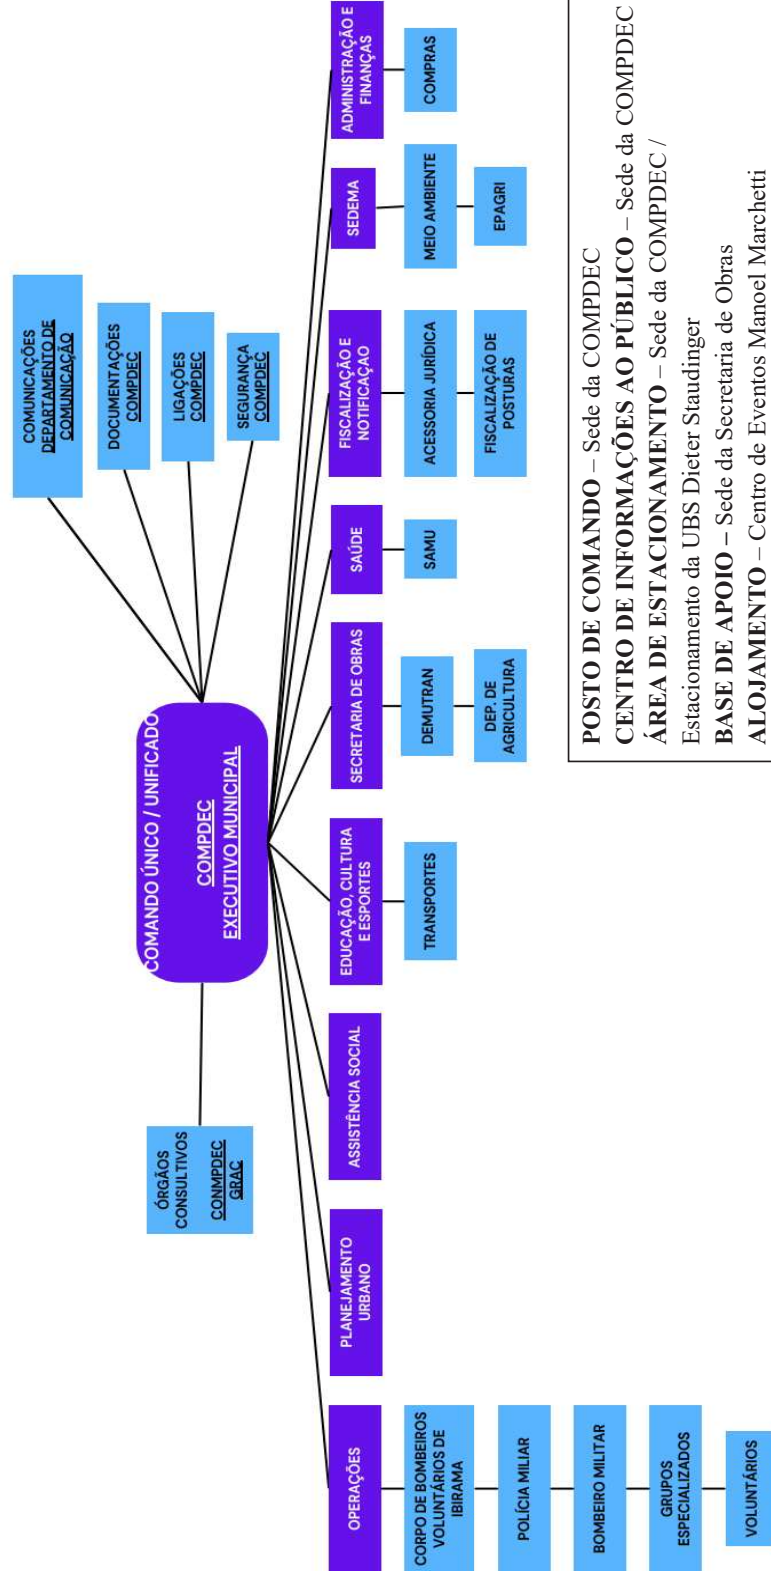 COMUNICAÇÕES
DEPARTAMENTO DE
COMUNICAÇÃO
DOCUMENTAÇÕES
COMPDEC
LIGAÇÕES
COMPDEC
SEGURANÇA
COMPDEC
COMANDO ÚNICO / UNIFICADO
COMPDEC
EXECUTIVO MUNICIPAL
ÓRGÃOS
CONSULTIVOS
CONMPDEC
GRAC
OPERAÇÕES
CORPO DE BOMBEIROS
VOLUNTÁRIOS DE
IBIRAMA
POLÍCIA MILIAR
BOMBEIRO MILITAR
GRUPOS
ESPECIALIZADOS
VOLUNTÁRIOS
PLANEJAMENTO
URBANO
ASSISTÊNCIA SOCIAL
EDUCAÇÃO, CULTURA
E ESPORTES
TRANSPORTES
SECRETARIA DE OBRAS
DEMUTRAN
DEP. DE
AGRICULTURA
SAÚDE
SAMU
FISCALIZAÇÃO E
NOTIFICAÇAO
ACESSORIA JURÍDICA
FISCALIZAÇÃO DE
POSTURAS
SEDEMA
MEIO AMBIENTE
EPAGRI
ADMINISTRAÇÃO E
FINANÇAS
COMPRAS
POSTO DE COMANDO – Sede da COMPDEC
CENTRO DE INFORMAÇÕES AO PÚBLICO – Sede da COMPDEC
ÁREA DE ESTACIONAMENTO – Sede da COMPDEC /
Estacionamento da UBS Dieter Staudinger
BASE DE APOIO – Sede da Secretaria de Obras
ALOJAMENTO – Centro de Eventos Manoel Marchetti